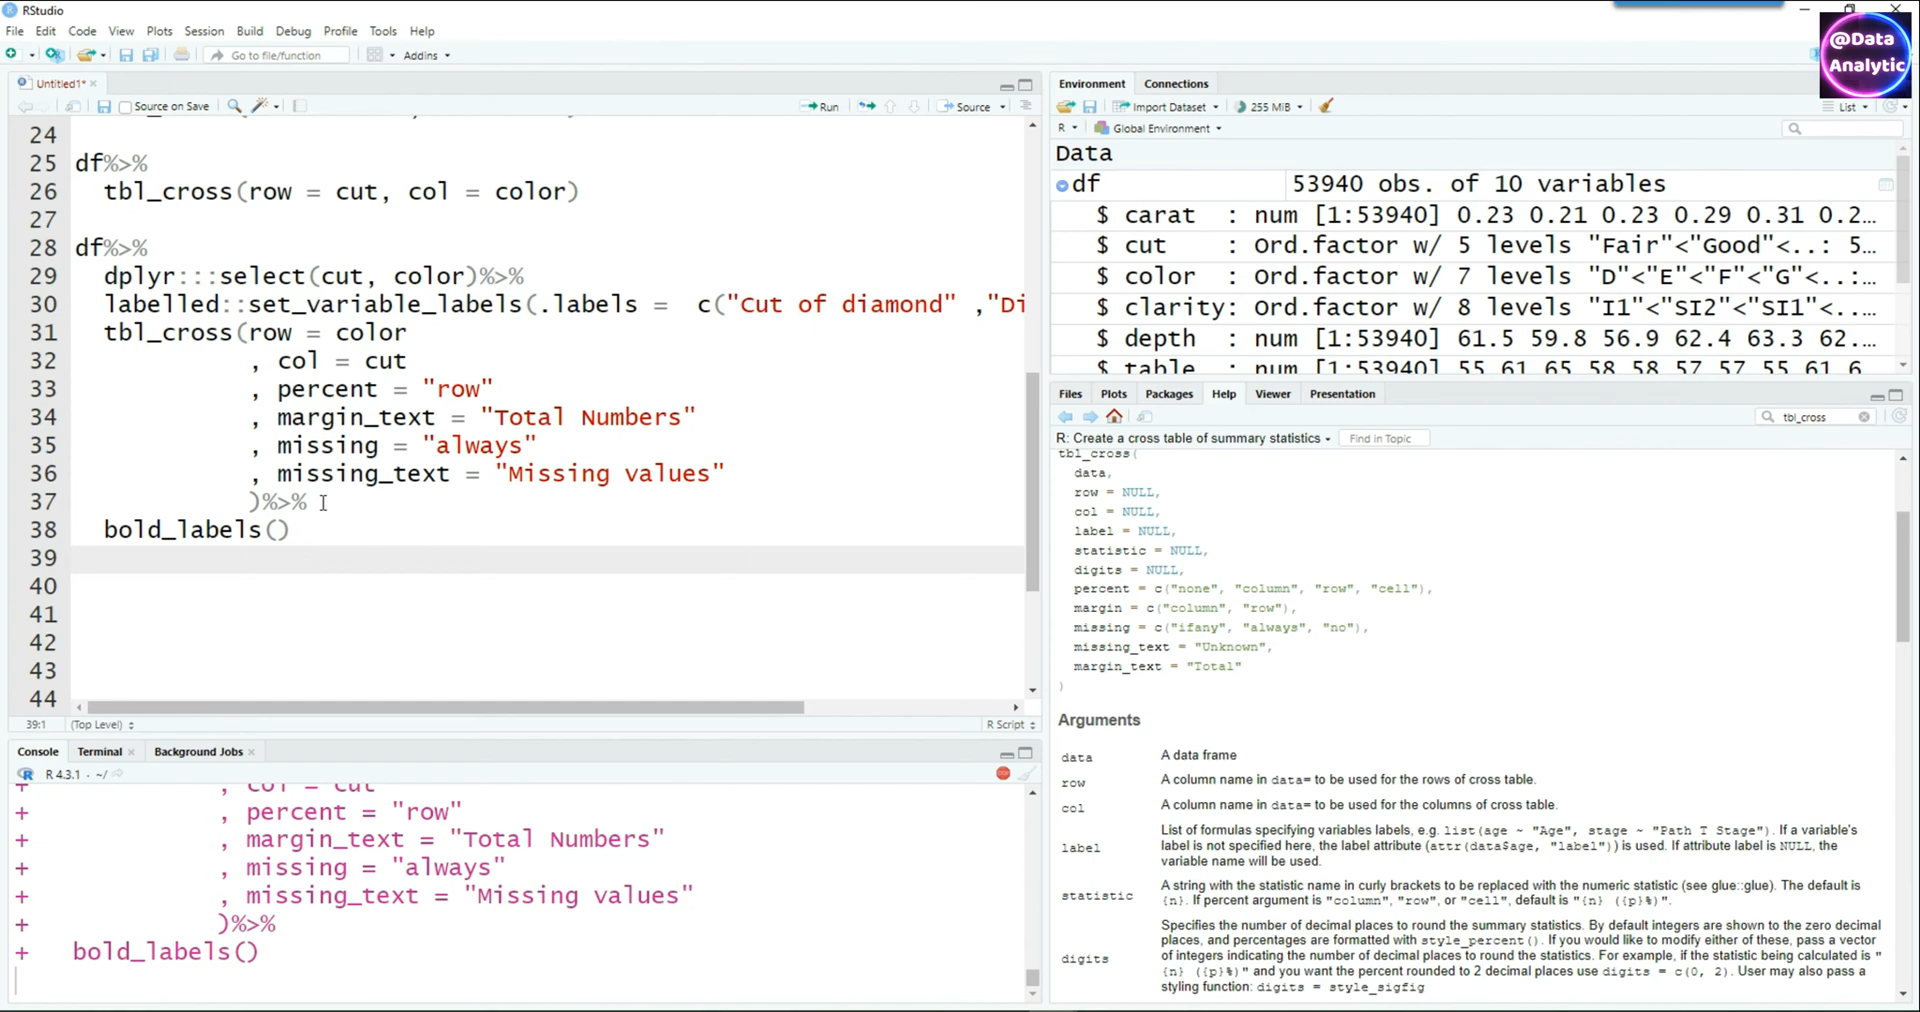 RStudio
File Edit Code View Plots Session Build Debug Profile Tools Help
Go to file/function Addins
@Data
Analytic
Untitled1*
Source on Save Run Source
24
25 df%>%
26 tbl_cross(row = cut, col = color)
27
28 df%>%
29 dplyr:::select(cut, color)%>%
30 labelled::set_variable_labels(.labels = c("Cut of diamond" ,"Di
31 tbl_cross(row = color
32 , col = cut
33 , percent = "row"
34 , margin_text = "Total Numbers"
35 , missing = "always"
36 , missing_text = "Missing values"
37 )%>%
38 bold_labels()
39
40
41
42
43
44
39:1 (Top Level) R Script
Console Terminal Background Jobs
R 4.3.1 · ~/
+ , col = cut
+ , percent = "row"
+ , margin_text = "Total Numbers"
+ , missing = "always"
+ , missing_text = "Missing values"
+ )%>%
+ bold_labels()
Environment Connections
Import Dataset 255 MiB List
R Global Environment
Data
df 53940 obs. of 10 variables
$ carat : num [1:53940] 0.23 0.21 0.23 0.29 0.31 0.2…
$ cut : Ord.factor w/ 5 levels "Fair"<"Good"<..: 5…
$ color : Ord.factor w/ 7 levels "D"<"E"<"F"<"G"<..:…
$ clarity: Ord.factor w/ 8 levels "I1"<"SI2"<"SI1"<..…
$ depth : num [1:53940] 61.5 59.8 56.9 62.4 63.3 62.…
$ table : num [1:53940] 55 61 65 58 58 57 57 55 61 6…
Files Plots Packages Help Viewer Presentation
tbl_cross
R: Create a cross table of summary statistics Find in Topic
tbl_cross(
data,
row = NULL,
col = NULL,
label = NULL,
statistic = NULL,
digits = NULL,
percent = c("none", "column", "row", "cell"),
margin = c("column", "row"),
missing = c("ifany", "always", "no"),
missing_text = "Unknown",
margin_text = "Total"
)
Arguments
data A data frame
row A column name in data= to be used for the rows of cross table.
col A column name in data= to be used for the columns of cross table.
label List of formulas specifying variables labels, e.g. list(age ~ "Age", stage ~ "Path T Stage"). If a variable's
label is not specified here, the label attribute (attr(data$age, "label")) is used. If attribute label is NULL, the
variable name will be used.
statistic A string with the statistic name in curly brackets to be replaced with the numeric statistic (see glue::glue). The default is
{n}. If percent argument is "column", "row", or "cell", default is "{n} ({p}%)".
digits Specifies the number of decimal places to round the summary statistics. By default integers are shown to the zero decimal
places, and percentages are formatted with style_percent(). If you would like to modify either of these, pass a vector
of integers indicating the number of decimal places to round the statistics. For example, if the statistic being calculated is "
{n} ({p}%)" and you want the percent rounded to 2 decimal places use digits = c(0, 2). User may also pass a
styling function: digits = style_sigfig